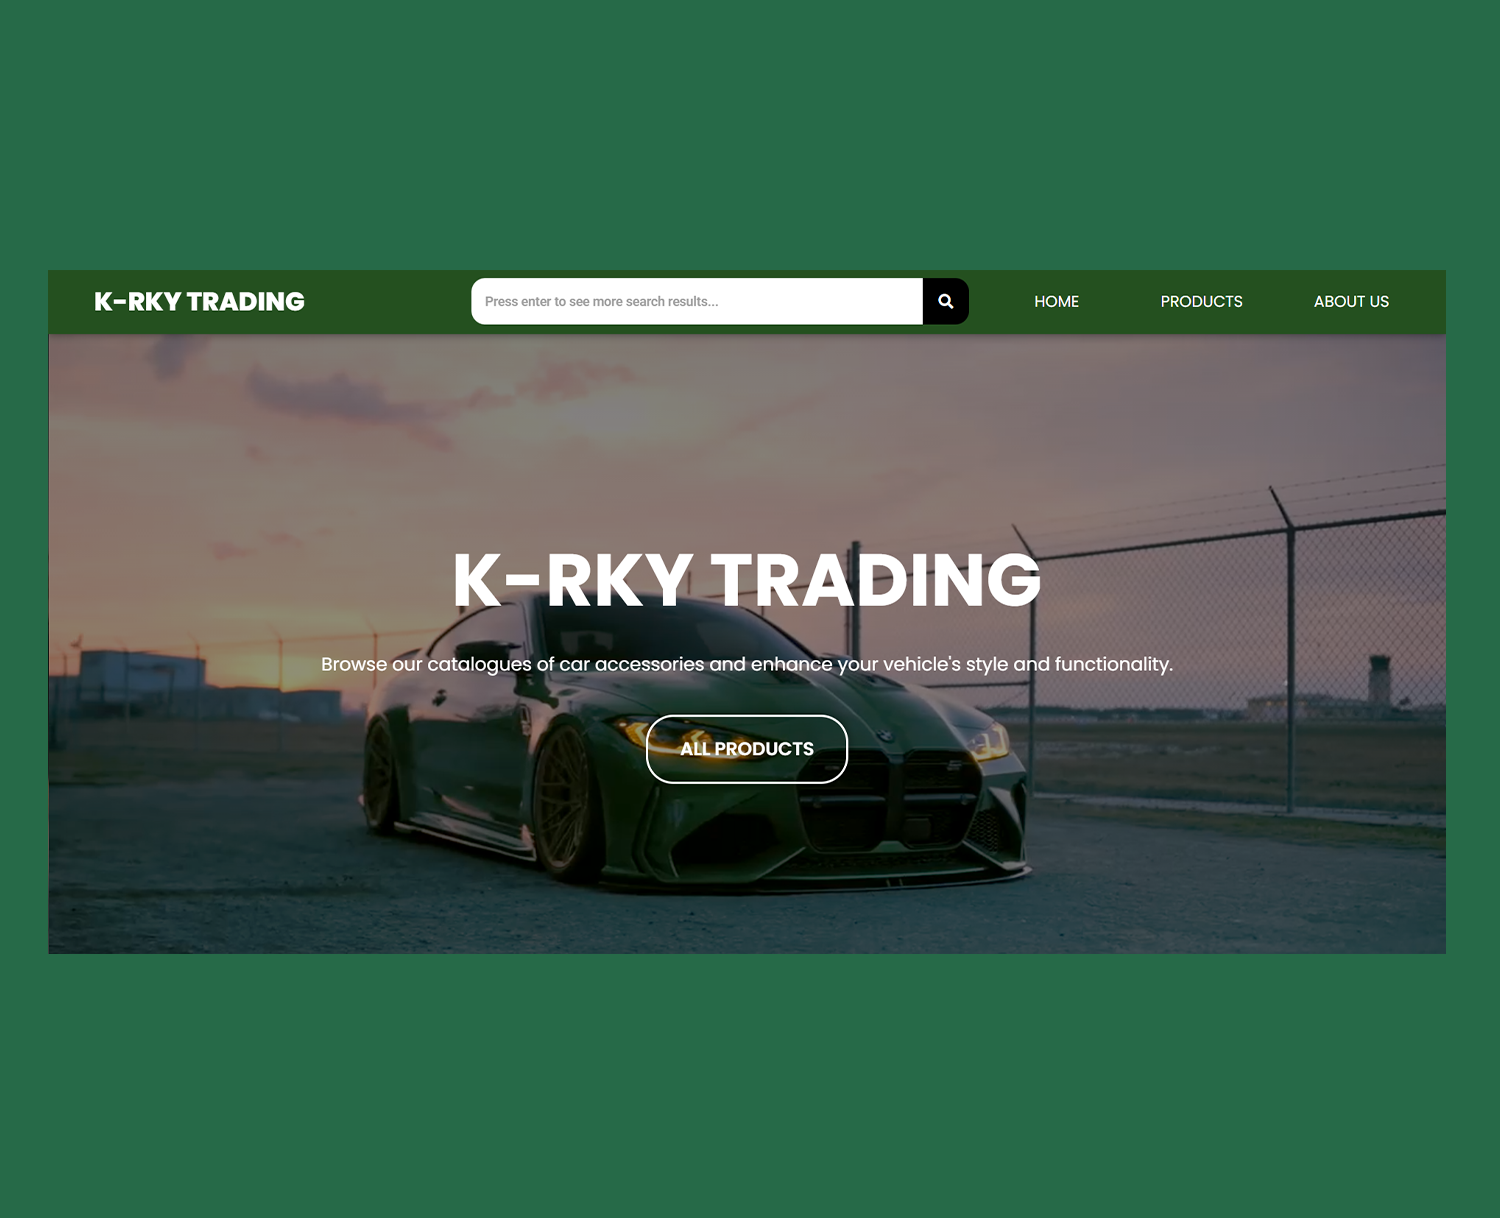 K-RKY TRADING
Press enter to see more search results...
HOME
PRODUCTS
ABOUT US
K-RKY TRADING
Browse our catalogues of car accessories and enhance your vehicle's style and functionality.
ALL PRODUCTS